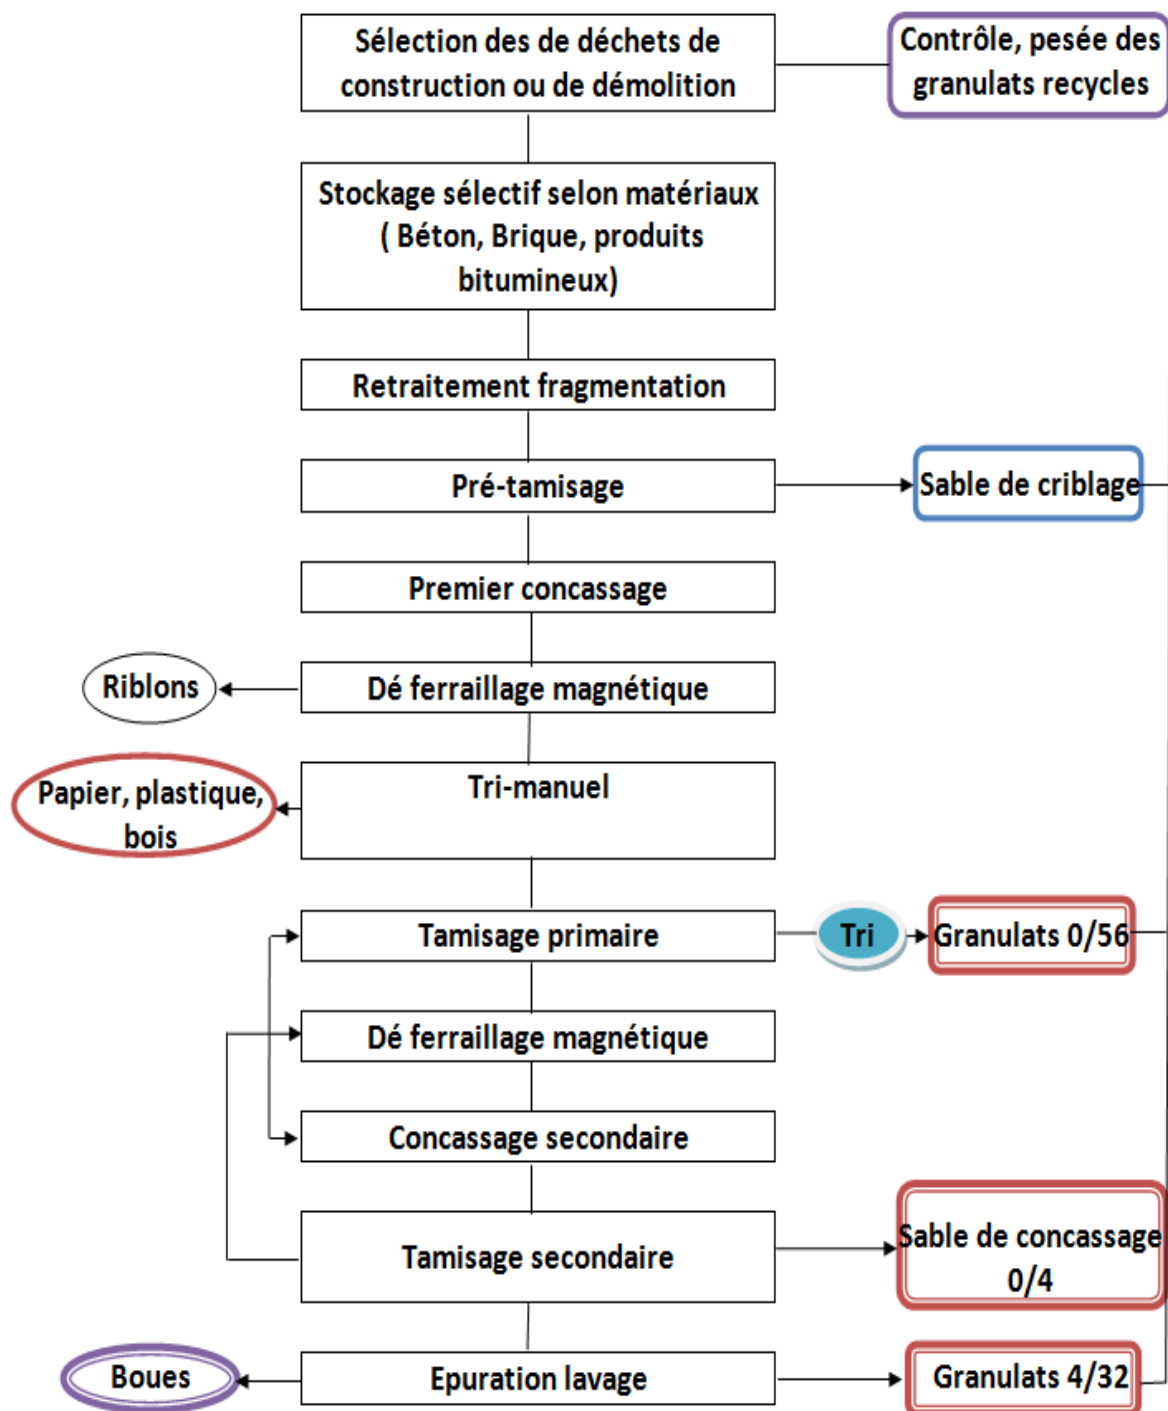 Sélection des de déchets de
construction ou de démolition
Contrôle, pesée des
granulats recycles
Stockage sélectif selon matériaux
( Béton, Brique, produits
bitumineux)
Retraitement fragmentation
Pré-tamisage
Sable de criblage
Premier concassage
Riblons
Dé ferraillage magnétique
Papier, plastique,
bois
Tri-manuel
Tamisage primaire
Tri
Granulats 0/56
Dé ferraillage magnétique
Concassage secondaire
Tamisage secondaire
Sable de concassage
0/4
Boues
Epuration lavage
Granulats 4/32